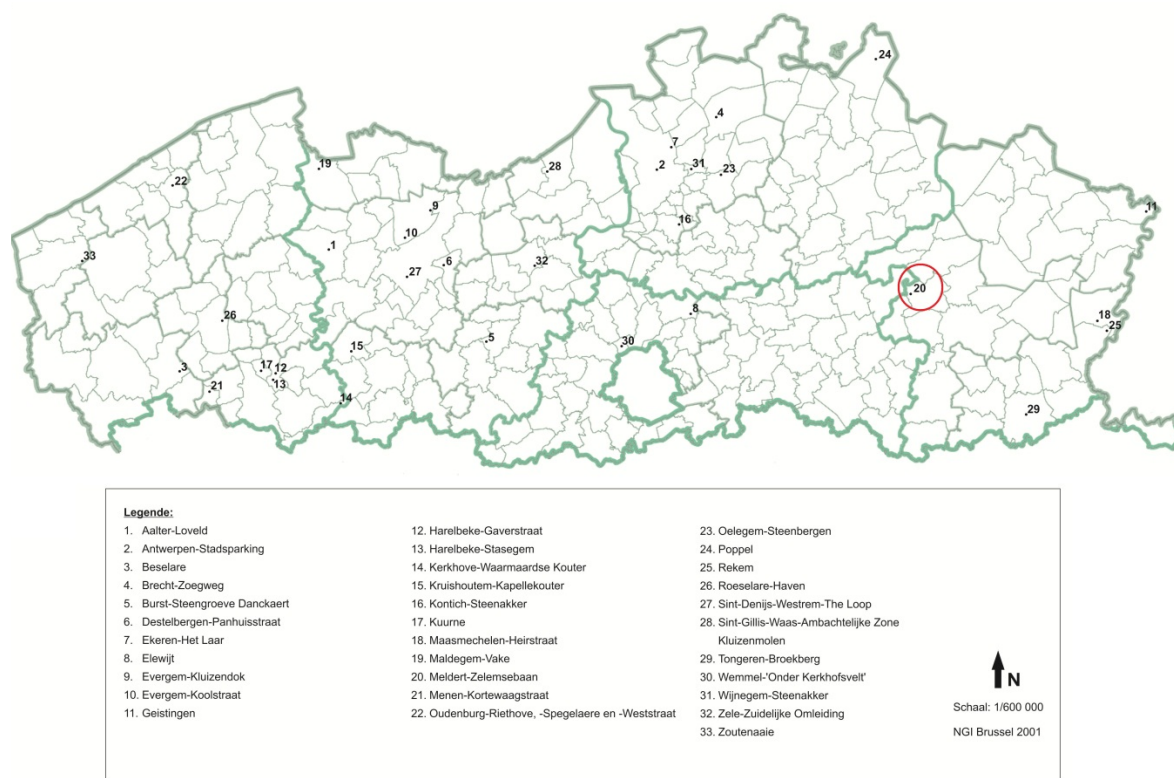 24
4
7
2
31
23
28
19
22
9
11
16
10
1
33
6
32
27
20
8
18
25
26
5
30
15
3
17
12
13
21
14
29
Legende:
1. Aalter-Loveld
2. Antwerpen-Stadsparking
3. Beselare
4. Brecht-Zoegweg
5. Burst-Steengroeve Danckaert
6. Destelbergen-Panhuisstraat
7. Ekeren-Het Laar
8. Elewijt
9. Evergem-Kluizendok
10. Evergem-Koolstraat
11. Geistingen
12. Harelbeke-Gaverstraat
13. Harelbeke-Stasegem
14. Kerkhove-Waarmaardse Kouter
15. Kruishoutem-Kapellekouter
16. Kontich-Steenakker
17. Kuurne
18. Maasmechelen-Heirstraat
19. Maldegem-Vake
20. Meldert-Zelemsebaan
21. Menen-Kortewaagstraat
22. Oudenburg-Riethove, -Spegelaere en -Weststraat
23. Oelegem-Steenbergen
24. Poppel
25. Rekem
26. Roeselare-Haven
27. Sint-Denijs-Westrem-The Loop
28. Sint-Gillis-Waas-Ambachtelijke Zone
Kluizenmolen
29. Tongeren-Broekberg
30. Wemmel-'Onder Kerkhofsvelt'
31. Wijnegem-Steenakker
32. Zele-Zuidelijke Omleiding
33. Zoutenaaie
N
Schaal: 1/600 000
NGI Brussel 2001